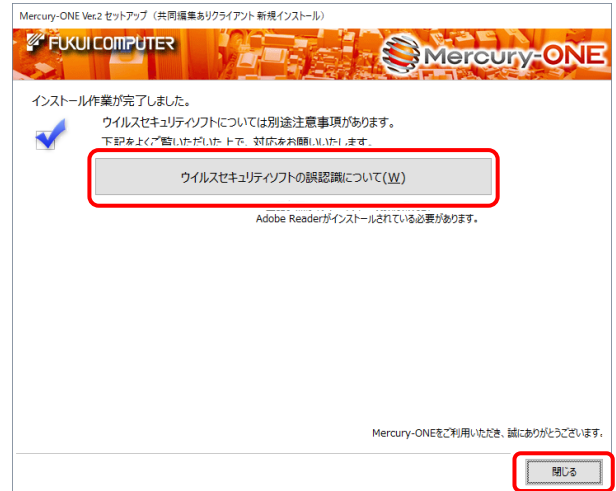 Mercury-ONE Ver.2 セットアップ（共同編集ありクライアント 新規インストール）
FUKUI COMPUTER
Mercury-ONE
インストール作業が完了しました。
ウイルスセキュリティソフトについては別途注意事項があります。
下記をよくご覧いただいた上で、対応をお願いいたします。
ウイルスセキュリティソフトの誤認識について(W)
Adobe Readerがインストールされている必要があります。
Mercury-ONEをご利用いただき、誠にありがとうございます。
閉じる